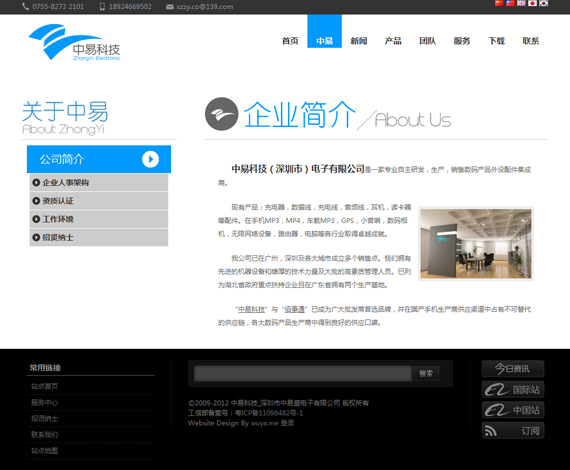 0755-8273 2101
18924669502
szzy.co@139.com
中易科技
ZhongYi Electronic
首页
中易
新闻
产品
团队
服务
下载
联系
关于中易
About ZhongYi
企业简介
About Us
公司简介
企业人事架构
资质认证
工作环境
招贤纳士
中易科技（深圳市）电子有限公司是一家专业自主研发，生产，销售数码产品外设配件集成
商。
现有产品：充电器，数据线，充电线，音频线，耳机，读卡器
等配件。在手机MP3，MP4，车载MP3，GPS，小音响，数码相
机，无限网络设备，路由器，电脑等各行业取得卓越成就。
我公司已在广州，深圳及各大城市成立多个销售点。我们拥有
先进的机器设备和雄厚的技术力量及大批的高素质管理人员。已列
为湖北省政府重点扶持企业且在广东省拥有两个生产基地。
“中易科技”与“佰事通”已成为广大批发商首选品牌，并在国产手机生产商供应渠道中占有不可替代
的供应链，各大数码产品生产商中得到良好的供应口碑。
常用链接
站点首页
服务中心
招贤纳士
联系我们
站点地图
搜索
©2009-2012 中易科技_深圳市中易盛电子有限公司 版权所有
工信部备案号：粤ICP备11098482号-1
Website Design By wuya.me 登录
今日资讯
国际站
中国站
订阅